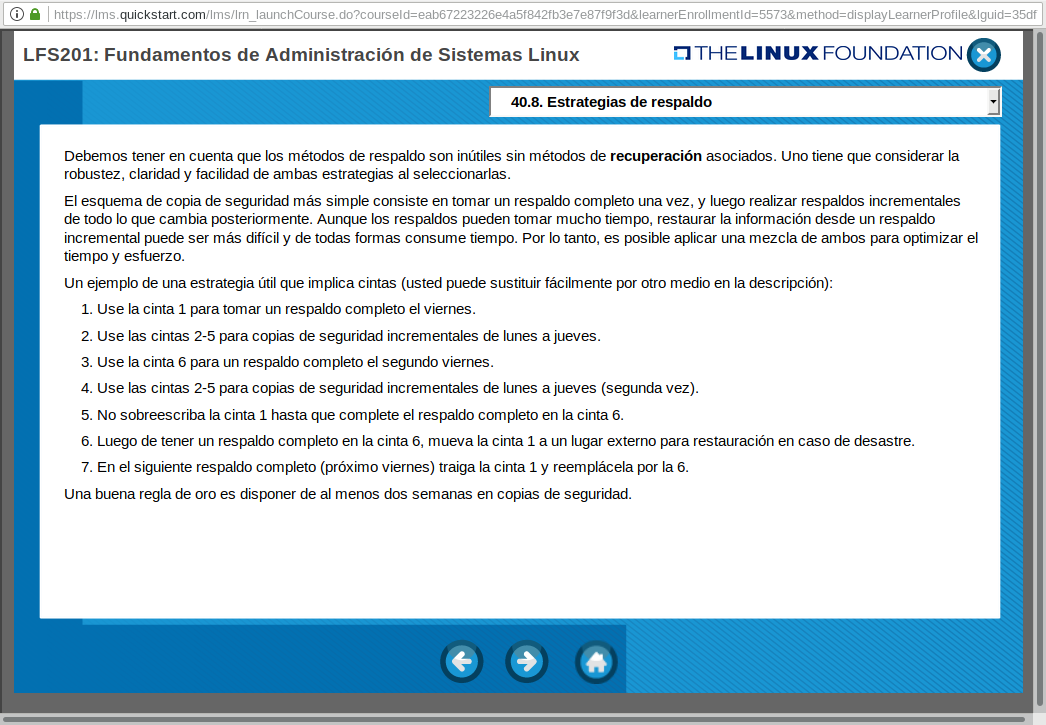 https://lms.quickstart.com/lms/lrn_launchCourse.do?courseId=eab67223226e4a5f842fb3e7e87f9f3d&learnerEnrollmentId=5573&method=displayLearnerProfile&lguid=35df
LFS201: Fundamentos de Administración de Sistemas Linux
THE LINUX FOUNDATION
40.8. Estrategias de respaldo
Debemos tener en cuenta que los métodos de respaldo son inútiles sin métodos de recuperación asociados. Uno tiene que considerar la
robustez, claridad y facilidad de ambas estrategias al seleccionarlas.
El esquema de copia de seguridad más simple consiste en tomar un respaldo completo una vez, y luego realizar respaldos incrementales
de todo lo que cambia posteriormente. Aunque los respaldos pueden tomar mucho tiempo, restaurar la información desde un respaldo
incremental puede ser más difícil y de todas formas consume tiempo. Por lo tanto, es posible aplicar una mezcla de ambos para optimizar el
tiempo y esfuerzo.
Un ejemplo de una estrategia útil que implica cintas (usted puede sustituir fácilmente por otro medio en la descripción):
1. Use la cinta 1 para tomar un respaldo completo el viernes.
2. Use las cintas 2-5 para copias de seguridad incrementales de lunes a jueves.
3. Use la cinta 6 para un respaldo completo el segundo viernes.
4. Use las cintas 2-5 para copias de seguridad incrementales de lunes a jueves (segunda vez).
5. No sobreescriba la cinta 1 hasta que complete el respaldo completo en la cinta 6.
6. Luego de tener un respaldo completo en la cinta 6, mueva la cinta 1 a un lugar externo para restauración en caso de desastre.
7. En el siguiente respaldo completo (próximo viernes) traiga la cinta 1 y reemplácela por la 6.
Una buena regla de oro es disponer de al menos dos semanas en copias de seguridad.